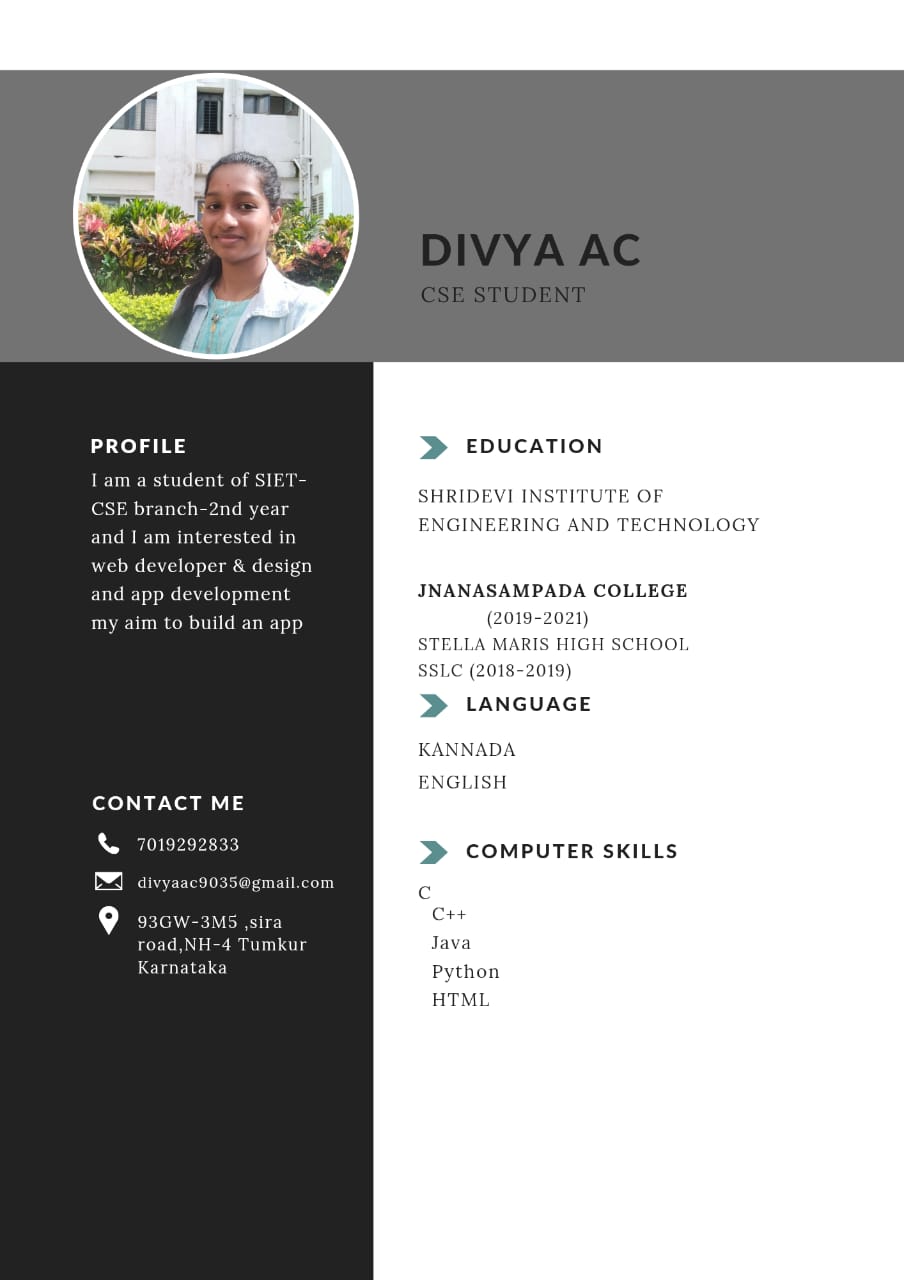 DIVYA AC
CSE STUDENT
PROFILE
I am a student of SIET-
CSE branch-2nd year
and I am interested in
web developer & design
and app development
my aim to build an app
CONTACT ME
7019292833
divyaac9035@gmail.com
93GW-3M5 ,sira
road,NH-4 Tumkur
Karnataka
EDUCATION
SHRIDEVI INSTITUTE OF
ENGINEERING AND TECHNOLOGY
JNANASAMPADA COLLEGE
(2019-2021)
STELLA MARIS HIGH SCHOOL
SSLC (2018-2019)
LANGUAGE
KANNADA
ENGLISH
COMPUTER SKILLS
C
C++
Java
Python
HTML